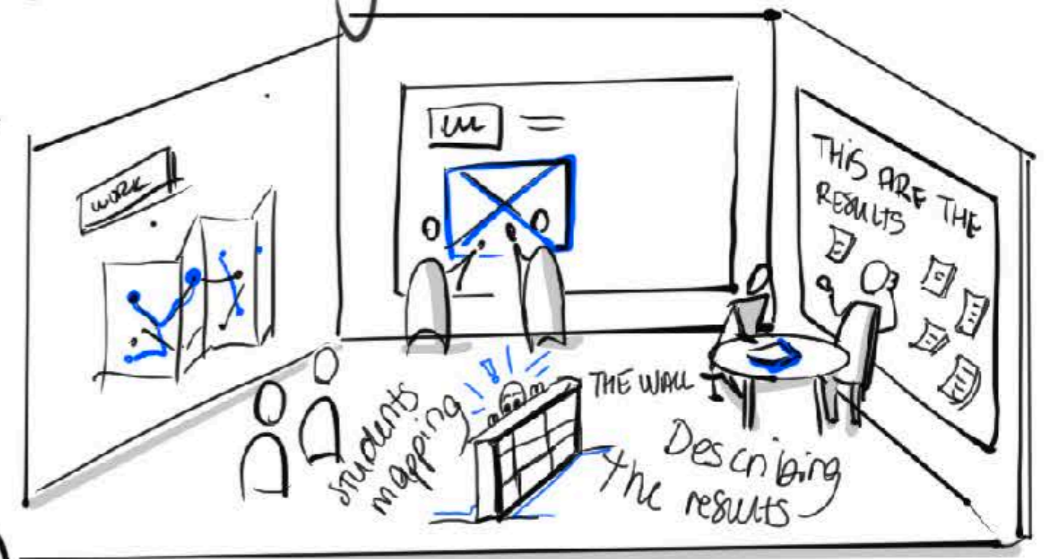 WORK
THIS ARE THE
RESULTS
THE WALL
students
mapping
Describing
the results